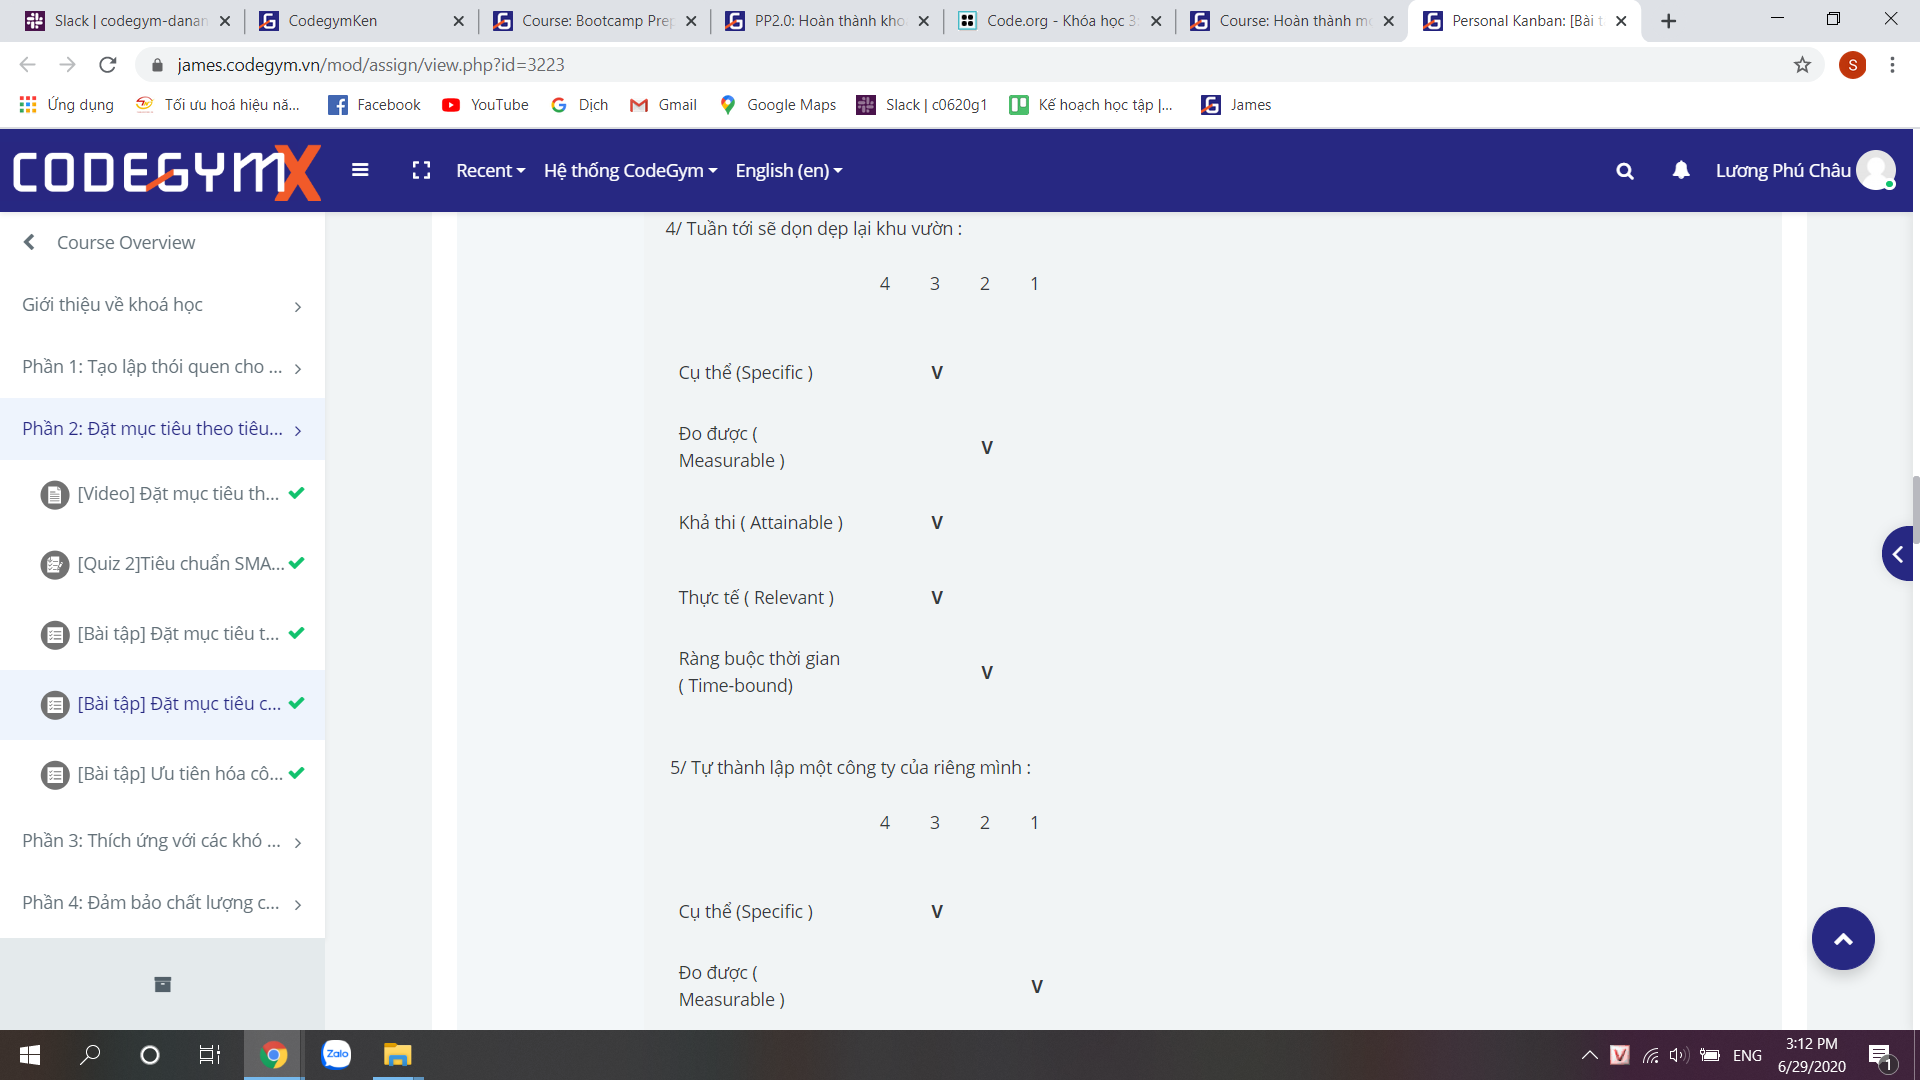 Slack | codegym-danan
CodegymKen
Course: Bootcamp Prep
PP2.0: Hoàn thành kho
Code.org - Khóa học 3:
Course: Hoàn thành mo
Personal Kanban: [Bài t
james.codegym.vn/mod/assign/view.php?id=3223
S
Ứng dụng
Tối ưu hoá hiệu nă...
Facebook
YouTube
Dịch
Gmail
Google Maps
Slack | c0620g1
Kế hoạch học tập |...
James
CODEGYMX
Recent
Hệ thống CodeGym
English (en)
Lương Phú Châu
Course Overview
Giới thiệu về khoá học
Phần 1: Tạo lập thói quen cho ...
Phần 2: Đặt mục tiêu theo tiêu...
[Video] Đặt mục tiêu th...
[Quiz 2]Tiêu chuẩn SMA...
[Bài tập] Đặt mục tiêu t...
[Bài tập] Đặt mục tiêu c...
[Bài tập] Ưu tiên hóa cô...
Phần 3: Thích ứng với các khó ...
Phần 4: Đảm bảo chất lượng c...
4/ Tuần tới sẽ dọn dẹp lại khu vườn :
4 3 2 1
Cụ thể (Specific ) V
Đo được (
Measurable ) V
Khả thi ( Attainable ) V
Thực tế ( Relevant ) V
Ràng buộc thời gian
( Time-bound) V
5/ Tự thành lập một công ty của riêng mình :
4 3 2 1
Cụ thể (Specific ) V
Đo được (
Measurable ) V
Zalo
V
ENG
3:12 PM
6/29/2020
1